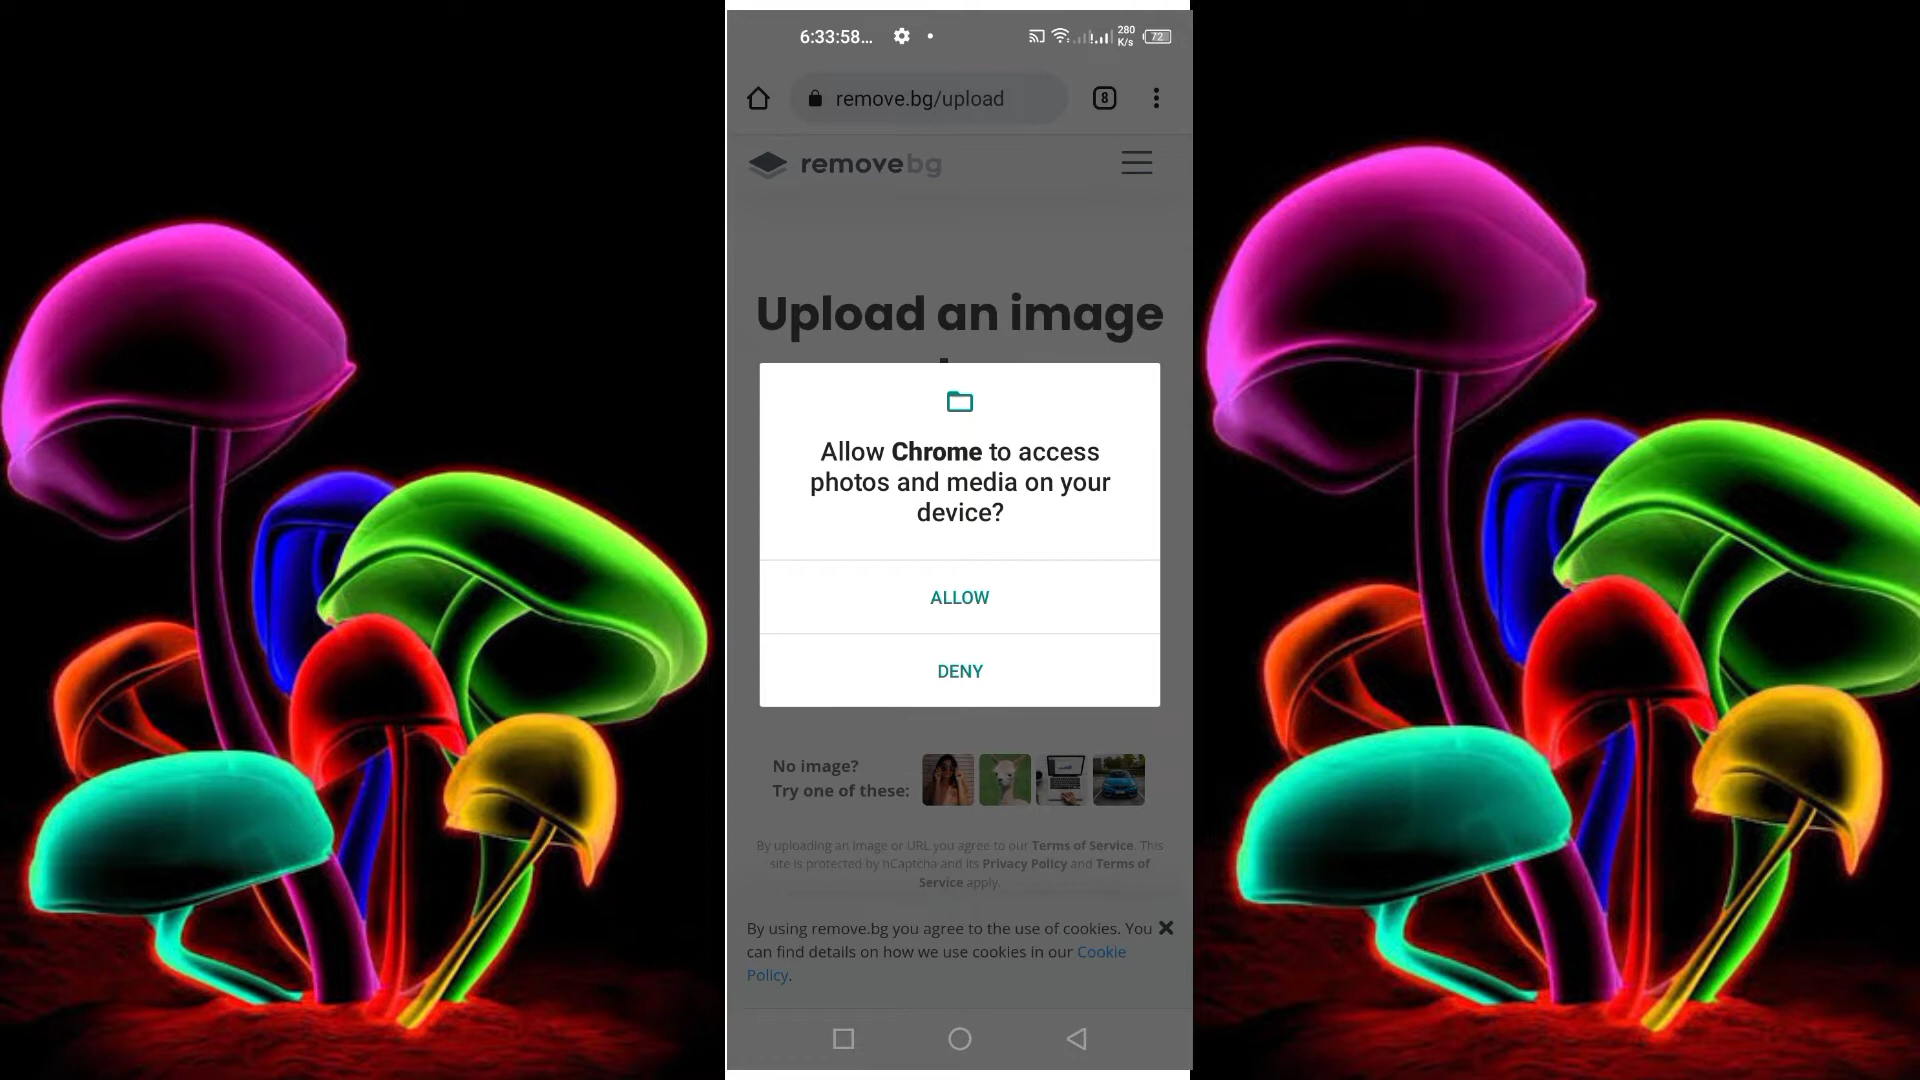 6:33:58...
280
K/s
72
remove.bg/upload
8
removebg
Upload an image
Allow Chrome to access
photos and media on your
device?
ALLOW
DENY
No image?
Try one of these:
By uploading an image or URL you agree to our Terms of Service. This
site is protected by hCaptcha and its Privacy Policy and Terms of
Service apply.
By using remove.bg you agree to the use of cookies. You
can find details on how we use cookies in our Cookie
Policy.